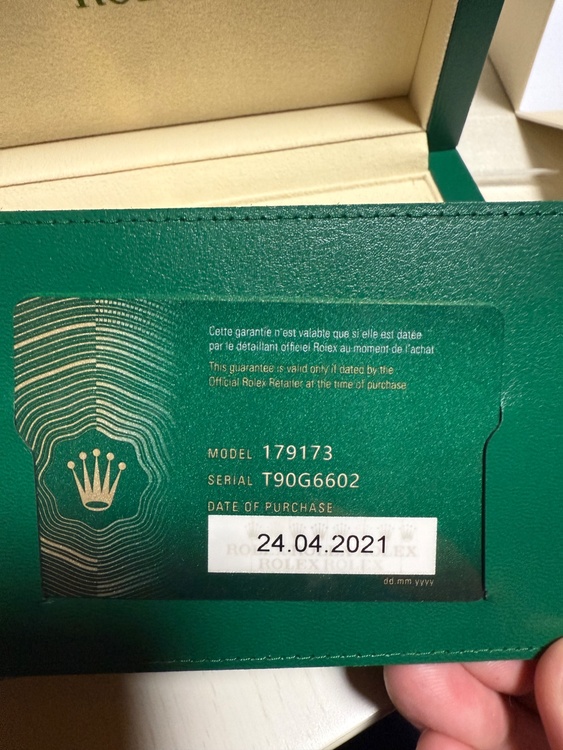 Cette garantie n'est valable que si elle est datée
par le détaillant officiel Rolex au moment de l'achat
This guarantee is valid only if dated by the
Official Rolex Retailer at the time of purchase
MODEL 179173
SERIAL T90G6602
DATE OF PURCHASE
24.04.2021
ROLEX ROLEX
dd.mm yyyy